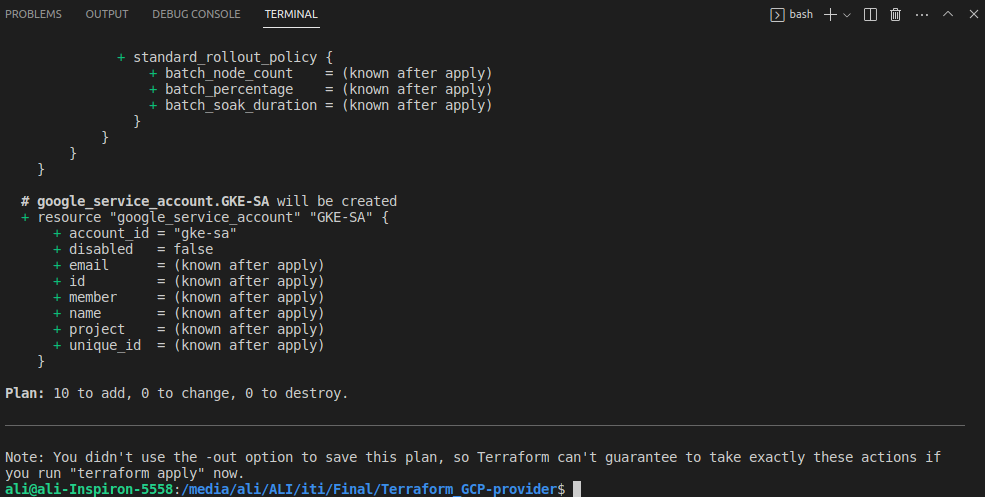 PROBLEMS OUTPUT DEBUG CONSOLE TERMINAL bash
+ standard_rollout_policy {
+ batch_node_count    = (known after apply)
+ batch_percentage    = (known after apply)
+ batch_soak_duration = (known after apply)
}
}
}
}
# google_service_account.GKE-SA will be created
+ resource "google_service_account" "GKE-SA" {
+ account_id = "gke-sa"
+ disabled   = false
+ email      = (known after apply)
+ id         = (known after apply)
+ member     = (known after apply)
+ name       = (known after apply)
+ project    = (known after apply)
+ unique_id  = (known after apply)
}
Plan: 10 to add, 0 to change, 0 to destroy.
Note: You didn't use the -out option to save this plan, so Terraform can't guarantee to take exactly these actions if
you run "terraform apply" now.
ali@ali-Inspiron-5558:/media/ali/ALI/iti/Final/Terraform_GCP-provider$